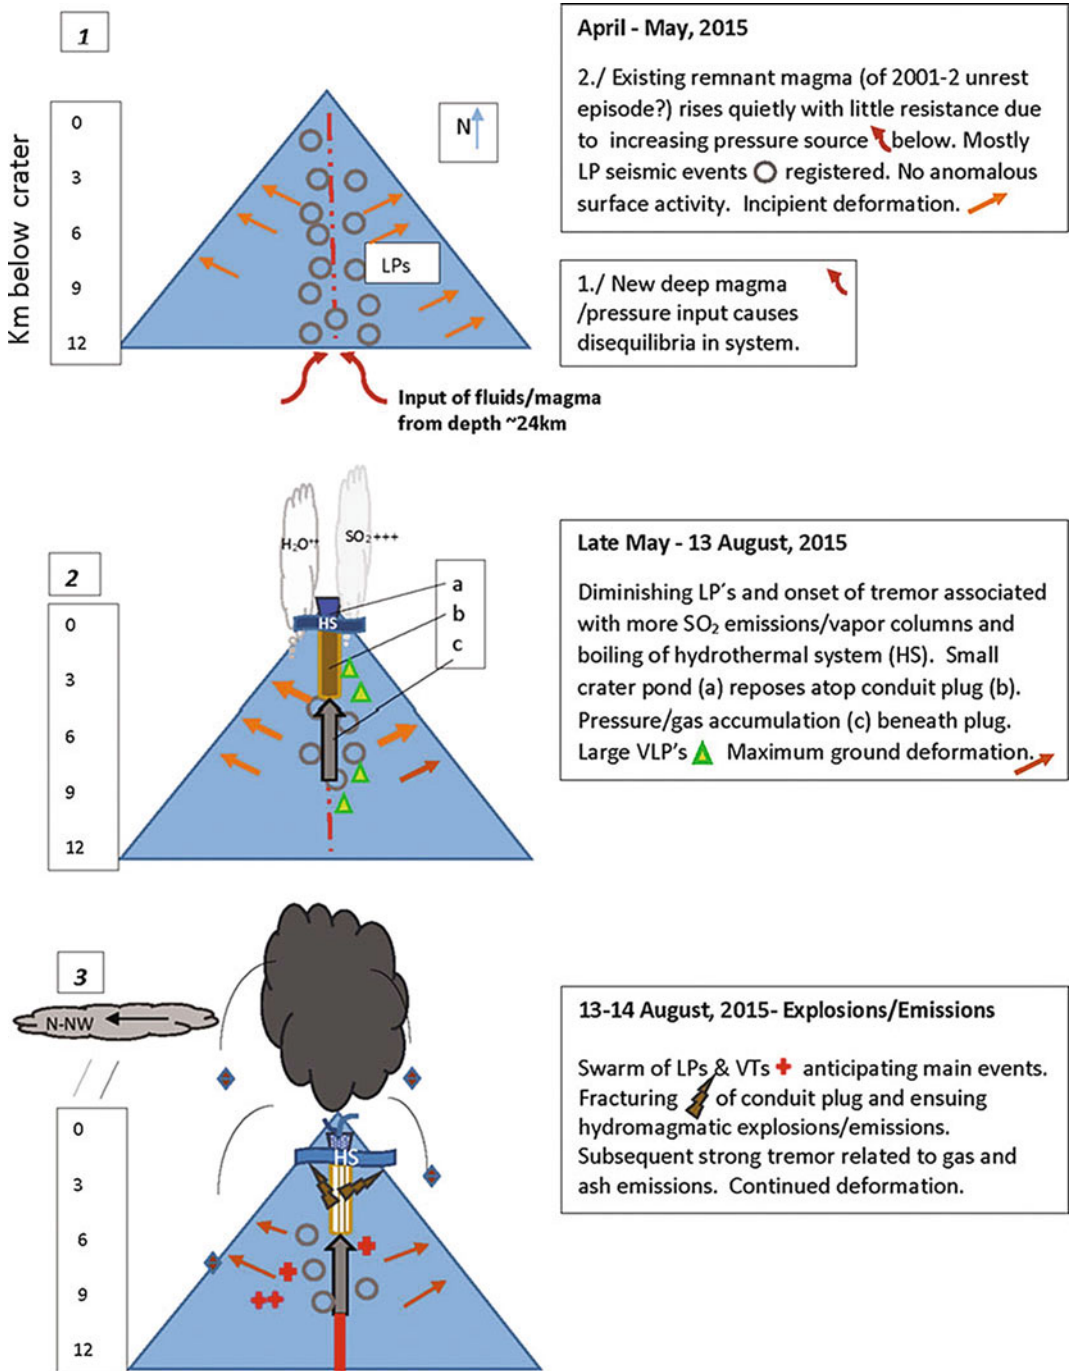 1
Km below crater
0
3
6
9
12
N
LPs
Input of fluids/magma
from depth ~24km
April - May, 2015
2./ Existing remnant magma (of 2001-2 unrest
episode?) rises quietly with little resistance due
to increasing pressure source below. Mostly
LP seismic events registered. No anomalous
surface activity. Incipient deformation.
1./ New deep magma
/pressure input causes
disequilibria in system.
2
0
3
6
9
12
H₂O⁺⁺
SO₂+++
HS
a
b
c
Late May - 13 August, 2015
Diminishing LP´s and onset of tremor associated
with more SO₂ emissions/vapor columns and
boiling of hydrothermal system (HS). Small
crater pond (a) reposes atop conduit plug (b).
Pressure/gas accumulation (c) beneath plug.
Large VLP's Maximum ground deformation.
3
N-NW
0
3
6
9
12
HS
13-14 August, 2015- Explosions/Emissions
Swarm of LPs & VTs anticipating main events.
Fracturing of conduit plug and ensuing
hydromagmatic explosions/emissions.
Subsequent strong tremor related to gas and
ash emissions. Continued deformation.